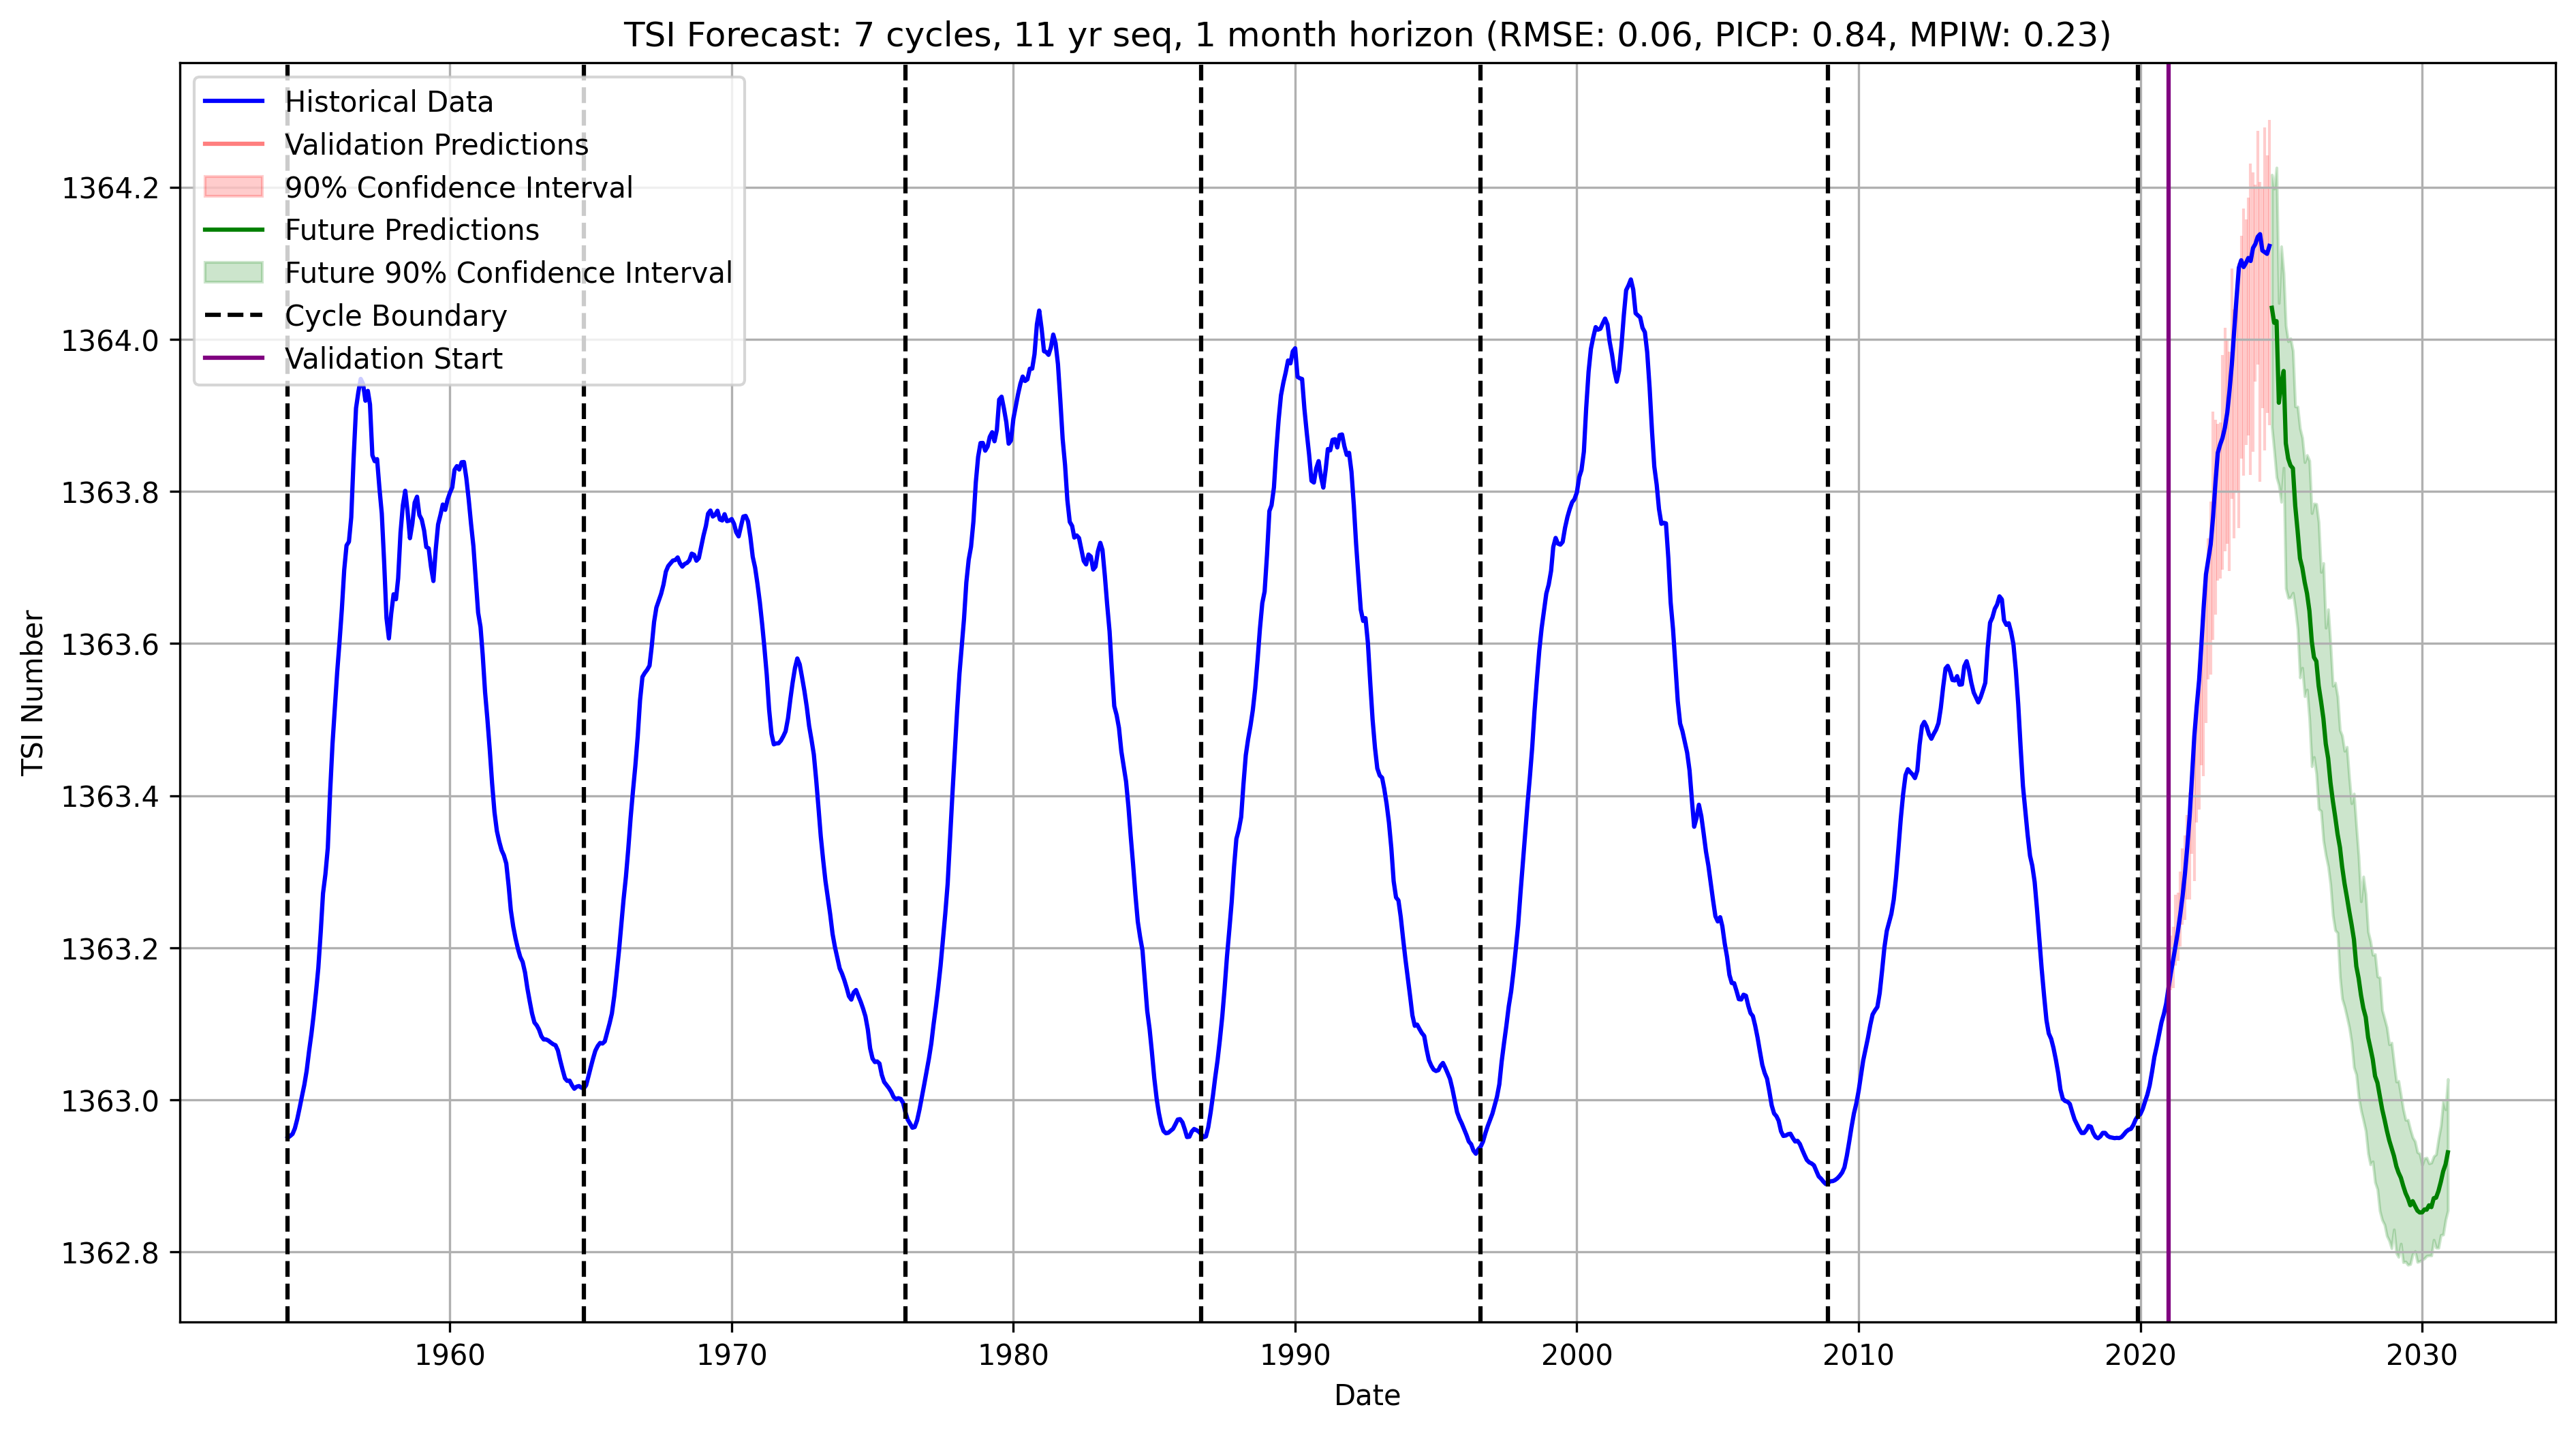 TSI Forecast: 7 cycles, 11 yr seq, 1 month horizon (RMSE: 0.06, PICP: 0.84, MPIW: 0.23)
Historical Data
Validation Predictions
90% Confidence Interval
Future Predictions
Future 90% Confidence Interval
Cycle Boundary
Validation Start
TSI Number
1364.2
1364.0
1363.8
1363.6
1363.4
1363.2
1363.0
1362.8
1960 1970 1980 1990 2000 2010 2020 2030
Date